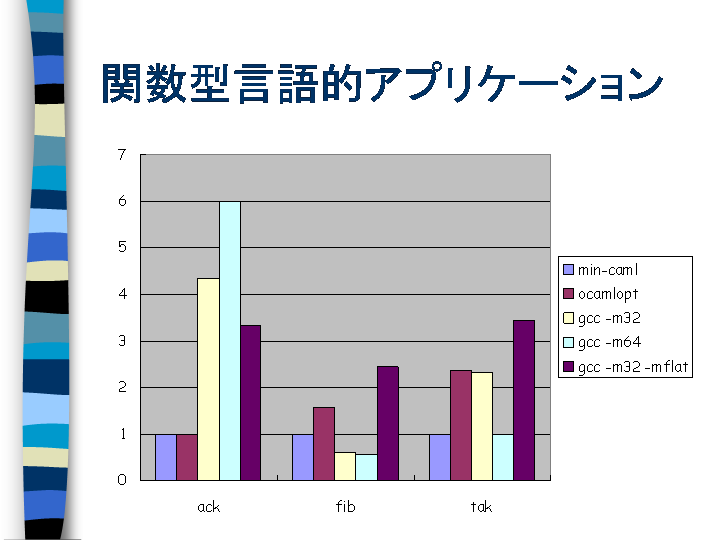 関数型言語的アプリケーション
7
6
5
4
3
2
1
0
ack fib tak
min-caml
ocamlopt
gcc -m32
gcc -m64
gcc -m32 -mflat